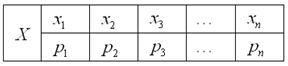 X x₁ x₂ x₃ ... xₙ
p₁ p₂ p₃ ... pₙ